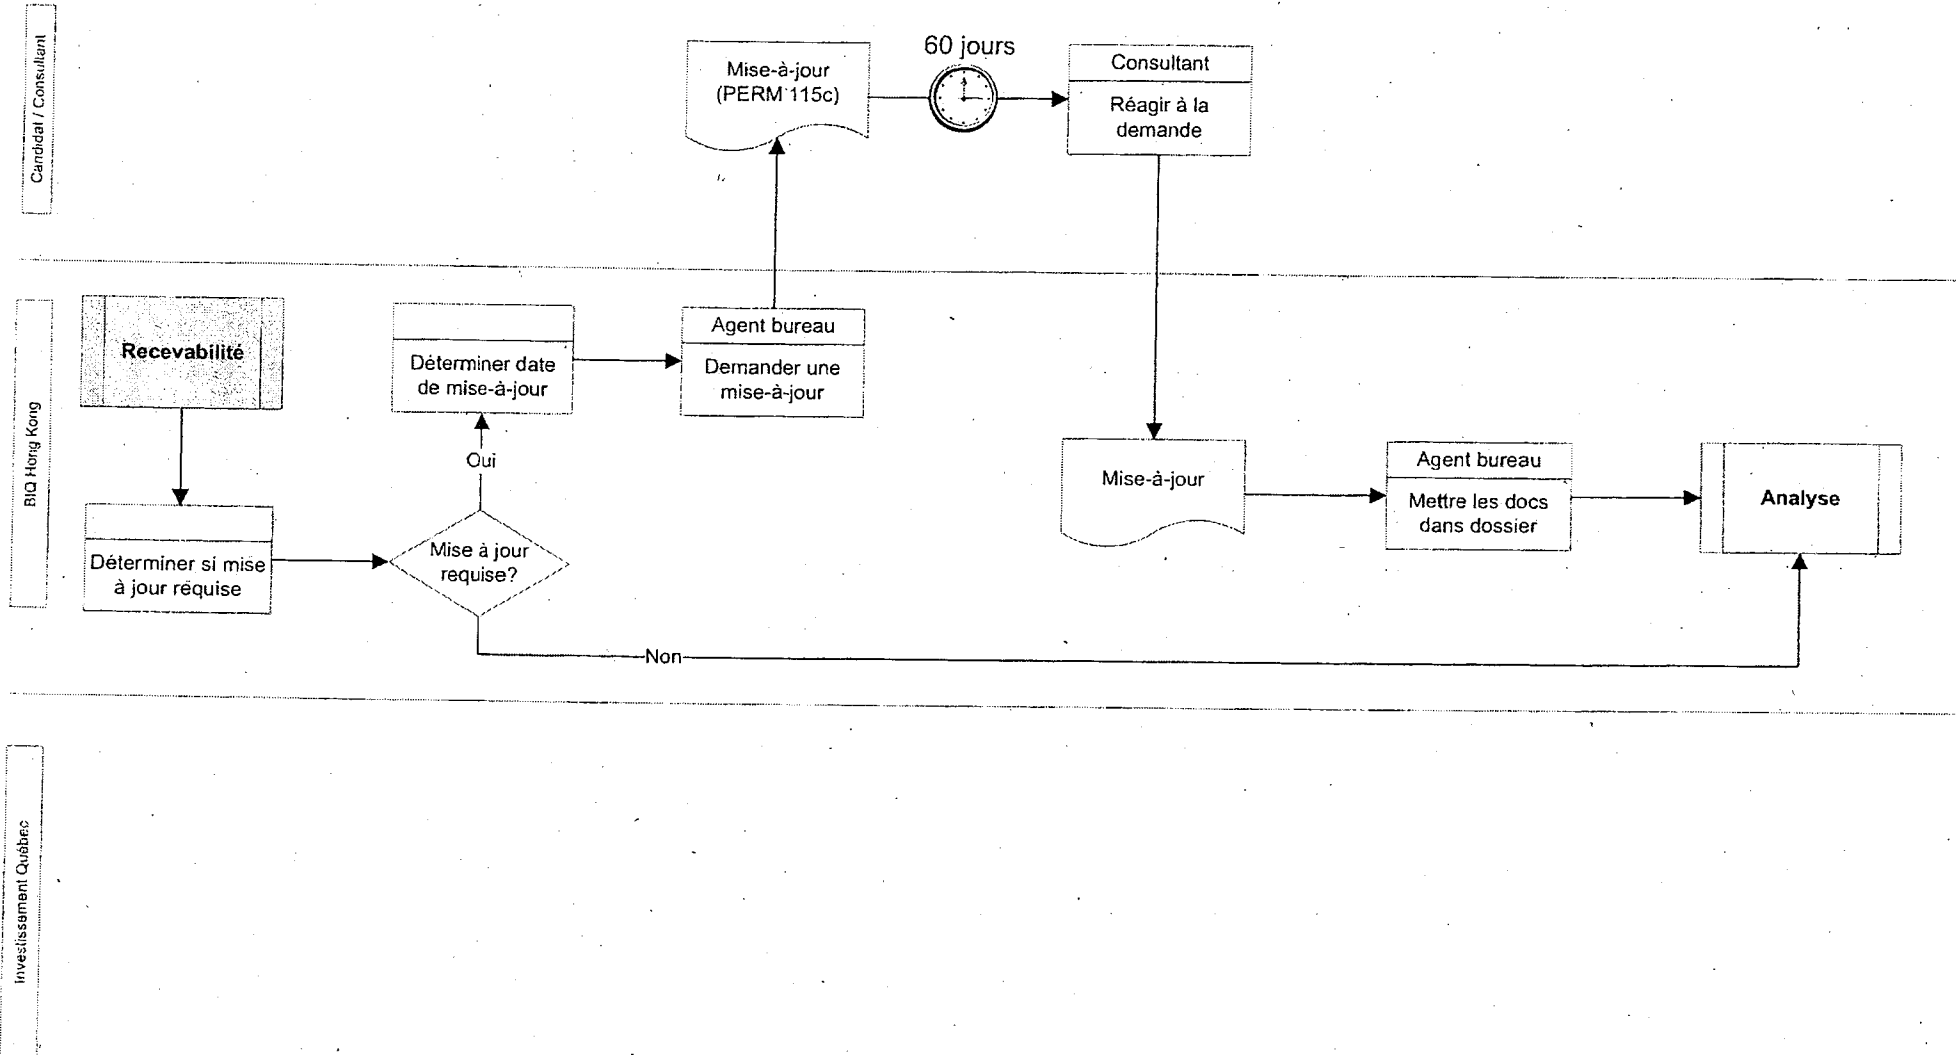 Candidat / Consultant
Mise-à-jour
(PERM 115c)
60 jours
Consultant
Réagir à la
demande
BIQ Hong Kong
Recevabilité
Déterminer si mise
à jour requise
Mise à jour
requise?
Oui
Non
Déterminer date
de mise-à-jour
Agent bureau
Demander une
mise-à-jour
Mise-à-jour
Agent bureau
Mettre les docs
dans dossier
Analyse
Investissement Québec